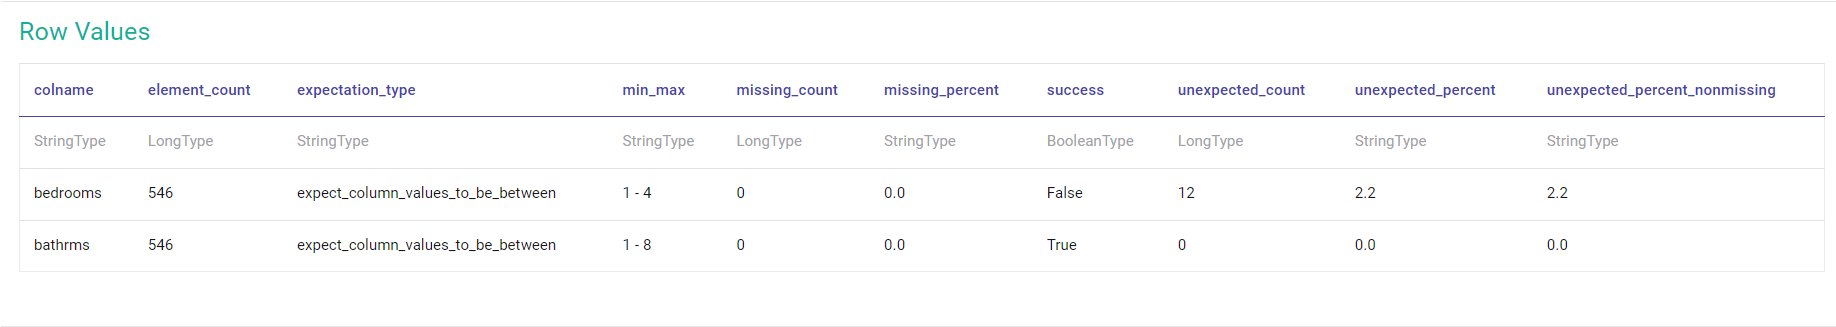 Row Values
colname element_count expectation_type min_max missing_count missing_percent success unexpected_count unexpected_percent unexpected_percent_nonmissing
StringType LongType StringType StringType LongType StringType BooleanType LongType StringType StringType
bedrooms 546 expect_column_values_to_be_between 1 - 4 0 0.0 False 12 2.2 2.2
bathrms 546 expect_column_values_to_be_between 1 - 8 0 0.0 True 0 0.0 0.0